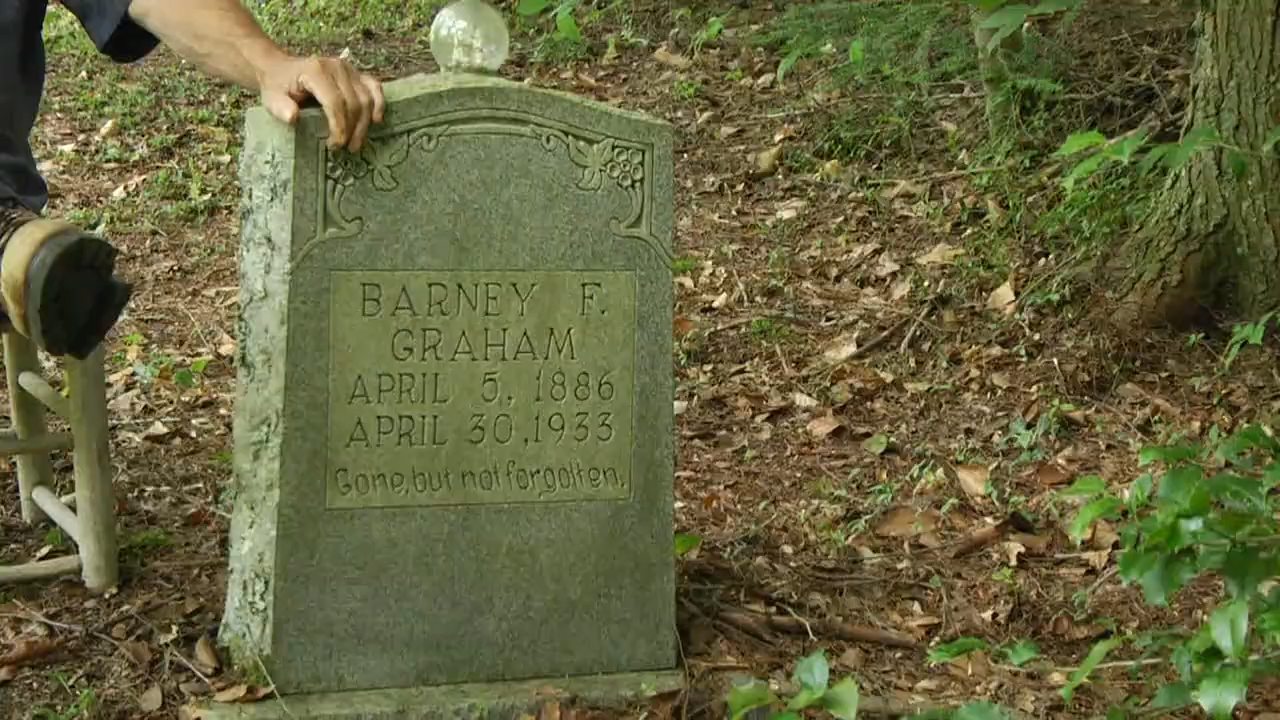 BARNEY F.
GRAHAM
APRIL 5, 1886
APRIL 30, 1933
Gone, but not forgotten.